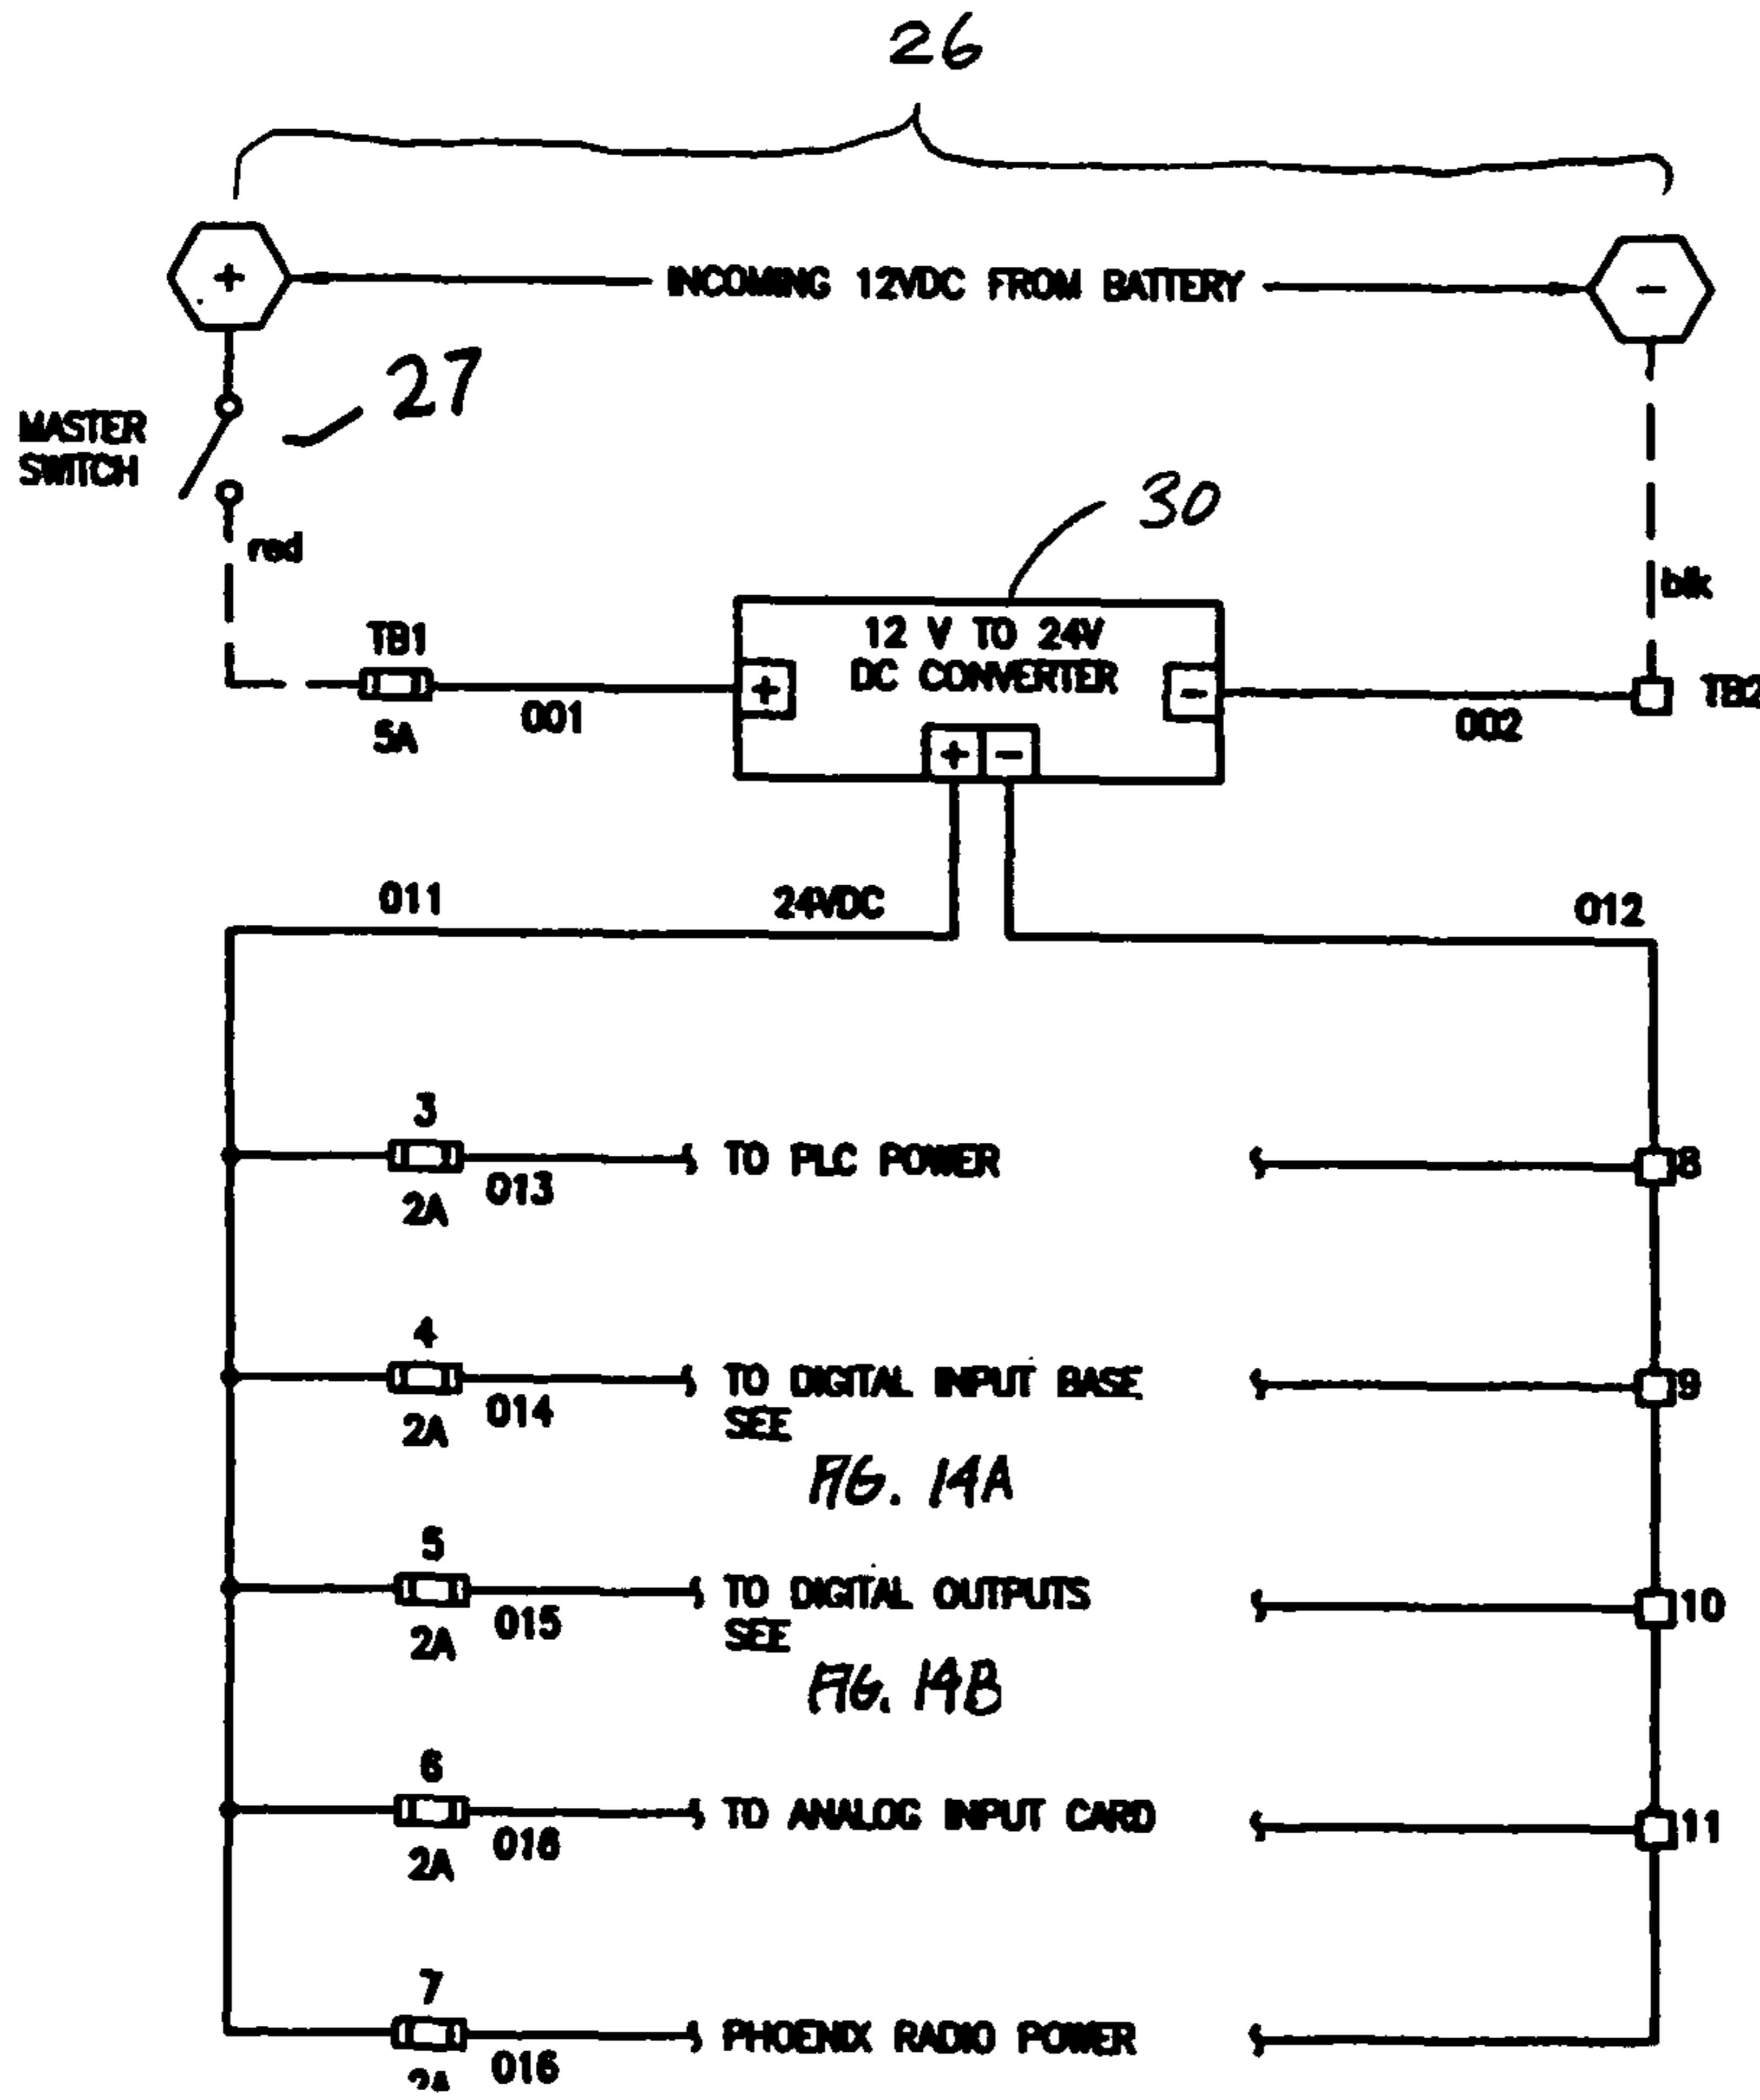 26
+
INCOMING 12VDC FROM BATTERY
-
27
MASTER
SWITCH
red
30
12 V TO 24V
DC CONVERTER
blk
TB1
+
-
TB2
5A
001
002
+ -
011
24VDC
012
3
TO PLC POWER
8
2A
013
4
TO DIGITAL INPUT BASE
9
2A
014
SEE
FIG. 14A
5
TO DIGITAL OUTPUTS
10
2A
015
SEE
FIG. 14B
6
TO ANALOG INPUT CARD
11
2A
016
7
PHOENIX RADIO POWER
2A
016